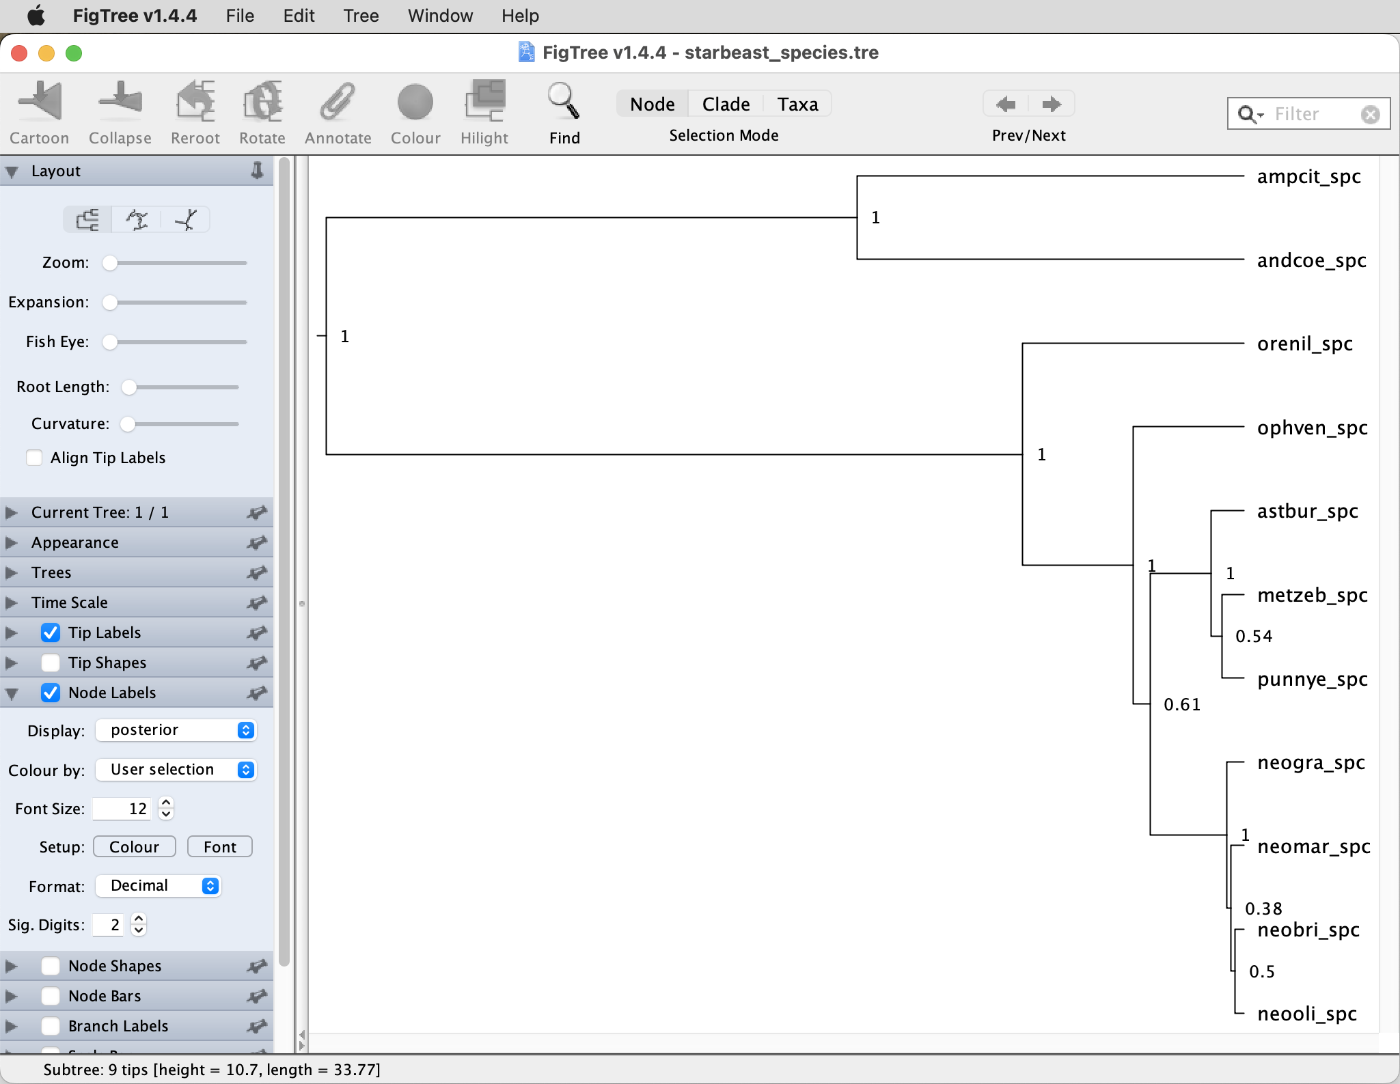 FigTree v1.4.4 File Edit Tree Window Help
FigTree v1.4.4 - starbeast_species.tre
Cartoon Collapse Reroot Rotate Annotate Colour Hilight Find
Node Clade Taxa
Selection Mode
Prev/Next
Filter
Layout
Zoom:
Expansion:
Fish Eye:
Root Length:
Curvature:
Align Tip Labels
Current Tree: 1 / 1
Appearance
Trees
Time Scale
Tip Labels
Tip Shapes
Node Labels
Display: posterior
Colour by: User selection
Font Size: 12
Setup: Colour Font
Format: Decimal
Sig. Digits: 2
Node Shapes
Node Bars
Branch Labels
ampcit_spc
1
andcoe_spc
1
orenil_spc
ophven_spc
1
astbur_spc
1
1
metzeb_spc
0.54
punnye_spc
0.61
neogra_spc
1
neomar_spc
0.38
neobri_spc
0.5
neooli_spc
Subtree: 9 tips [height = 10.7, length = 33.77]